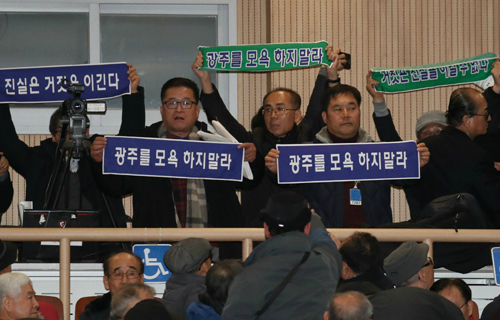 진실은 거짓을 이긴다
광주를 모욕 하지말라
거짓은 진실을 이길수 없다
광주를 모욕 하지말라
광주를 모욕 하지말라